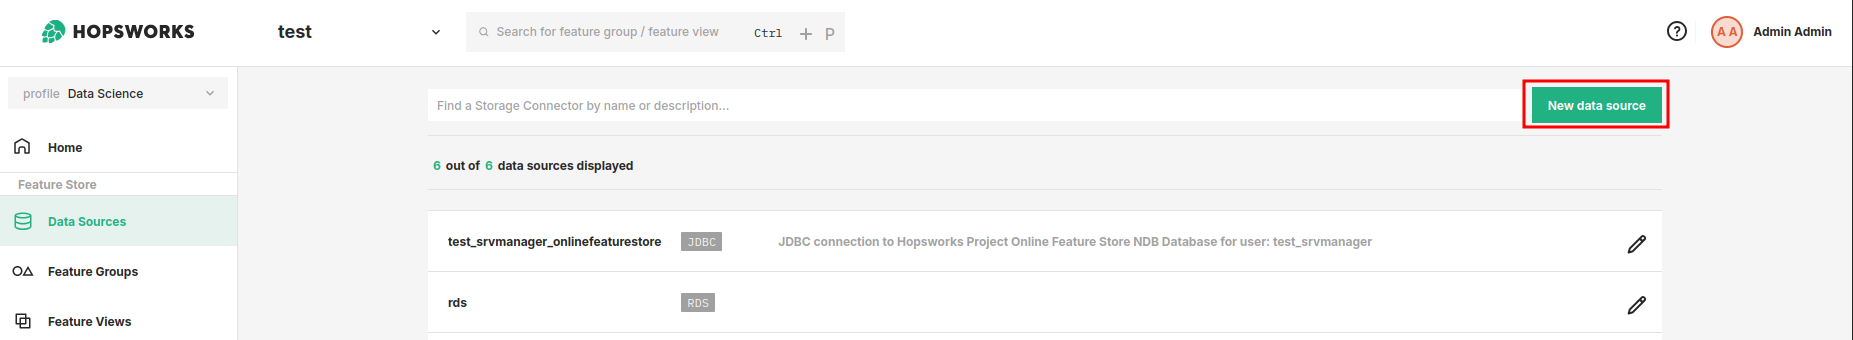 HOPSWORKS
test
Search for feature group / feature view
Ctrl + P
?
A A
Admin Admin
profile Data Science
Home
Feature Store
Data Sources
Feature Groups
Feature Views
Find a Storage Connector by name or description...
New data source
6 out of 6 data sources displayed
test_srvmanager_onlinefeaturestore JDBC JDBC connection to Hopsworks Project Online Feature Store NDB Database for user: test_srvmanager
rds RDS